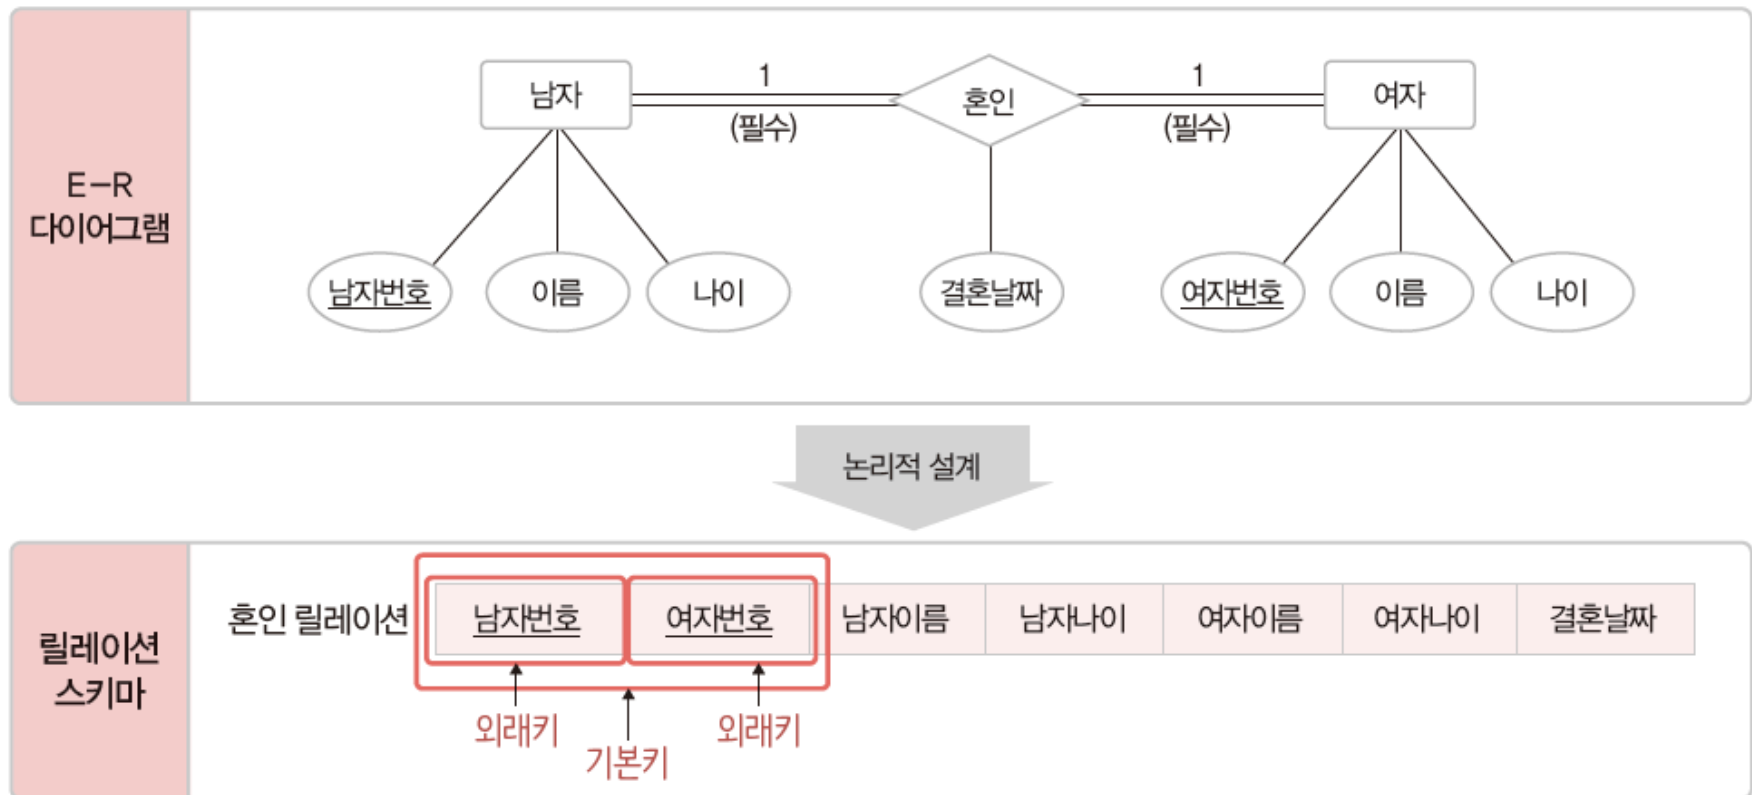 E-R
다이어그램
남자
1
(필수)
혼인
1
(필수)
여자
남자번호
이름
나이
결혼날짜
여자번호
이름
나이
논리적 설계
릴레이션
스키마
혼인 릴레이션
남자번호
여자번호
남자이름
남자나이
여자이름
여자나이
결혼날짜
외래키
기본키
외래키